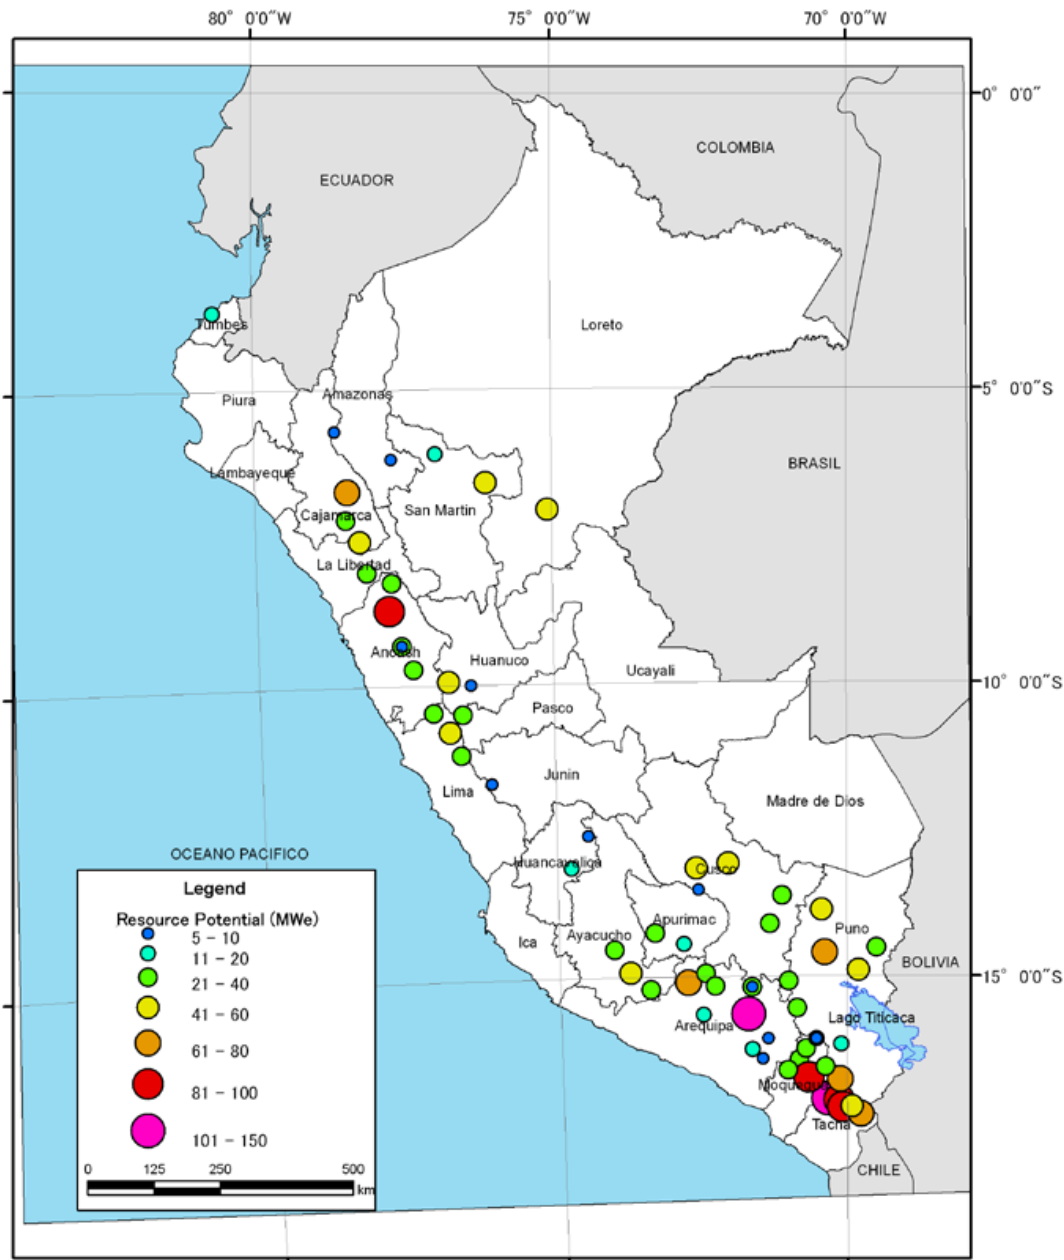 80° 0'0"W
75° 0'0"W
70° 0'0"W
0° 0'0"
COLOMBIA
ECUADOR
Tumbes
Loreto
5° 0'0"S
Amazonas
Piura
BRASIL
Lambayeque
San Martin
Cajamarca
La Libertad
Ancash
Huanuco
Ucayali
10° 0'0"S
Pasco
Junin
Lima
Madre de Dios
OCEANO PACIFICO
Huancavelica
Cusco
Apurimac
Puno
Ica
Ayacucho
BOLIVIA
15° 0'0"S
Lago Titicaca
Arequipa
Moquegua
Tacna
CHILE
Legend
Resource Potential (MWe)
5 - 10
11 - 20
21 - 40
41 - 60
61 - 80
81 - 100
101 - 150
0 125 250 500
km